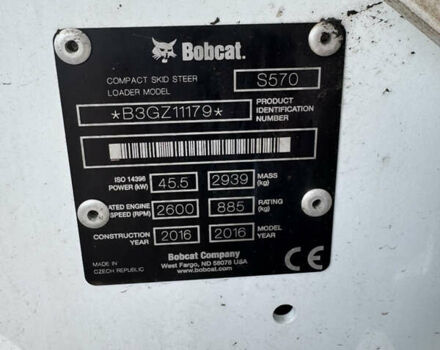 Bobcat.
COMPACT SKID STEER
LOADER MODEL
S570
*B3GZ11179*
PRODUCT
IDENTIFICATION
NUMBER
ISO 14396
POWER (kW)
45.5
2939
MASS
(kg)
RATED ENGINE
SPEED (RPM)
2600
885
RATING
(kg)
CONSTRUCTION
YEAR
2016
2016
MODEL
YEAR
MADE IN
CZECH REPUBLIC
Bobcat Company
West Fargo, ND 58078 USA
www.bobcat.com
CE